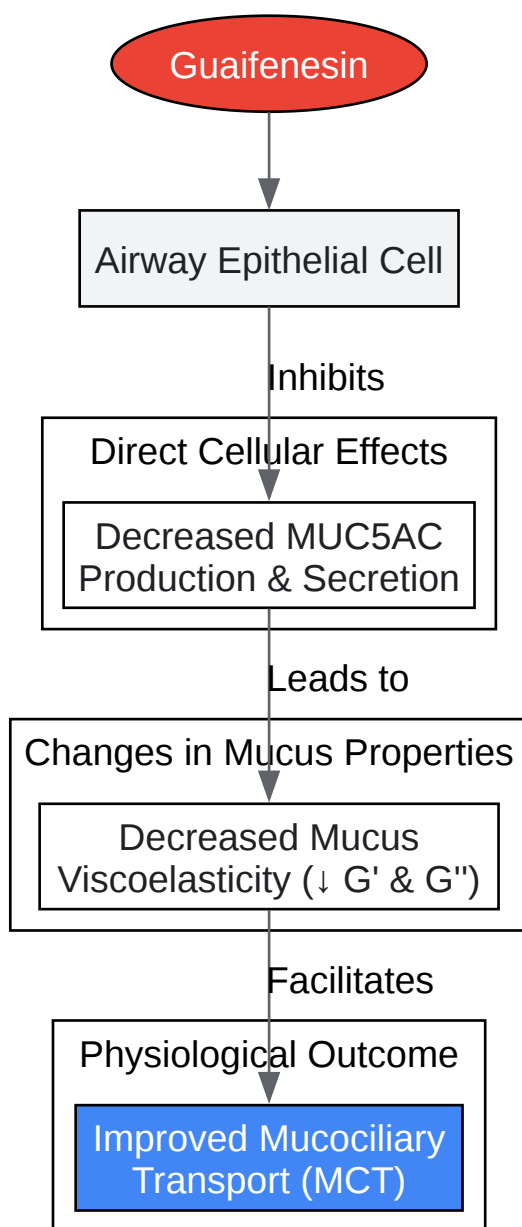 Guaifenesin
Airway Epithelial Cell
Inhibits
Direct Cellular Effects
Decreased MUC5AC
Production & Secretion
Leads to
Changes in Mucus Properties
Decreased Mucus
Viscoelasticity (↓ G' & G'')
Facilitates
Physiological Outcome
Improved Mucociliary
Transport (MCT)